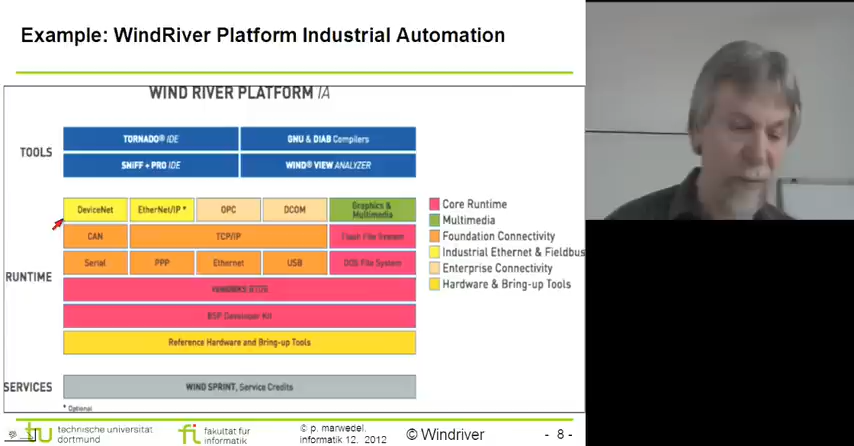 Example: WindRiver Platform Industrial Automation
WIND RIVER PLATFORM IA
TOOLS
TORNADO® IDE
GNU & DIAB Compilers
SNiFF + PRO IDE
WIND® VIEW ANALYZER
RUNTIME
DeviceNet
EtherNet/IP *
OPC
DCOM
Graphics & Multimedia
CAN
TCP/IP
Flash File System
Serial
PPP
Ethernet
USB
DOS File System
VxWORKS RTOS
BSP Developer Kit
Reference Hardware and Bring-up Tools
Core Runtime
Multimedia
Foundation Connectivity
Industrial Ethernet & Fieldbus
Enterprise Connectivity
Hardware & Bring-up Tools
SERVICES
WIND SPRINT, Service Credits
* Optional
tu
technische universität
dortmund
fi
fakultät für
informatik
© p. marwedel,
informatik 12, 2012
© Windriver
- 8 -